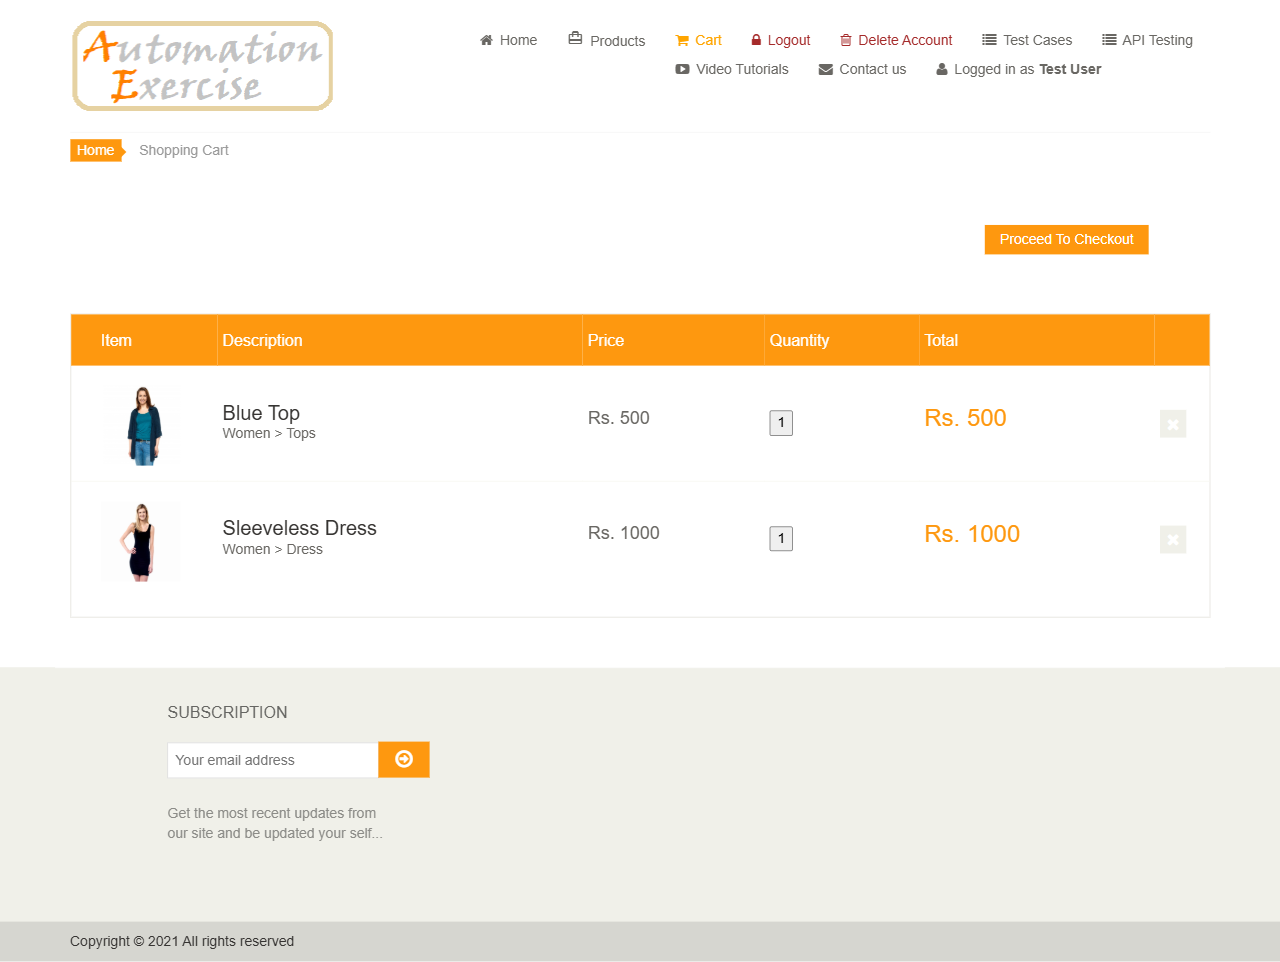 Automation
Exercise
Home
Products
Cart
Logout
Delete Account
Test Cases
API Testing
Video Tutorials
Contact us
Logged in as Test User
Home
Shopping Cart
Proceed To Checkout
Item Description Price Quantity Total
Blue Top
Women > Tops
Rs. 500
1
Rs. 500
Sleeveless Dress
Women > Dress
Rs. 1000
1
Rs. 1000
SUBSCRIPTION
Your email address
Get the most recent updates from
our site and be updated your self...
Copyright © 2021 All rights reserved